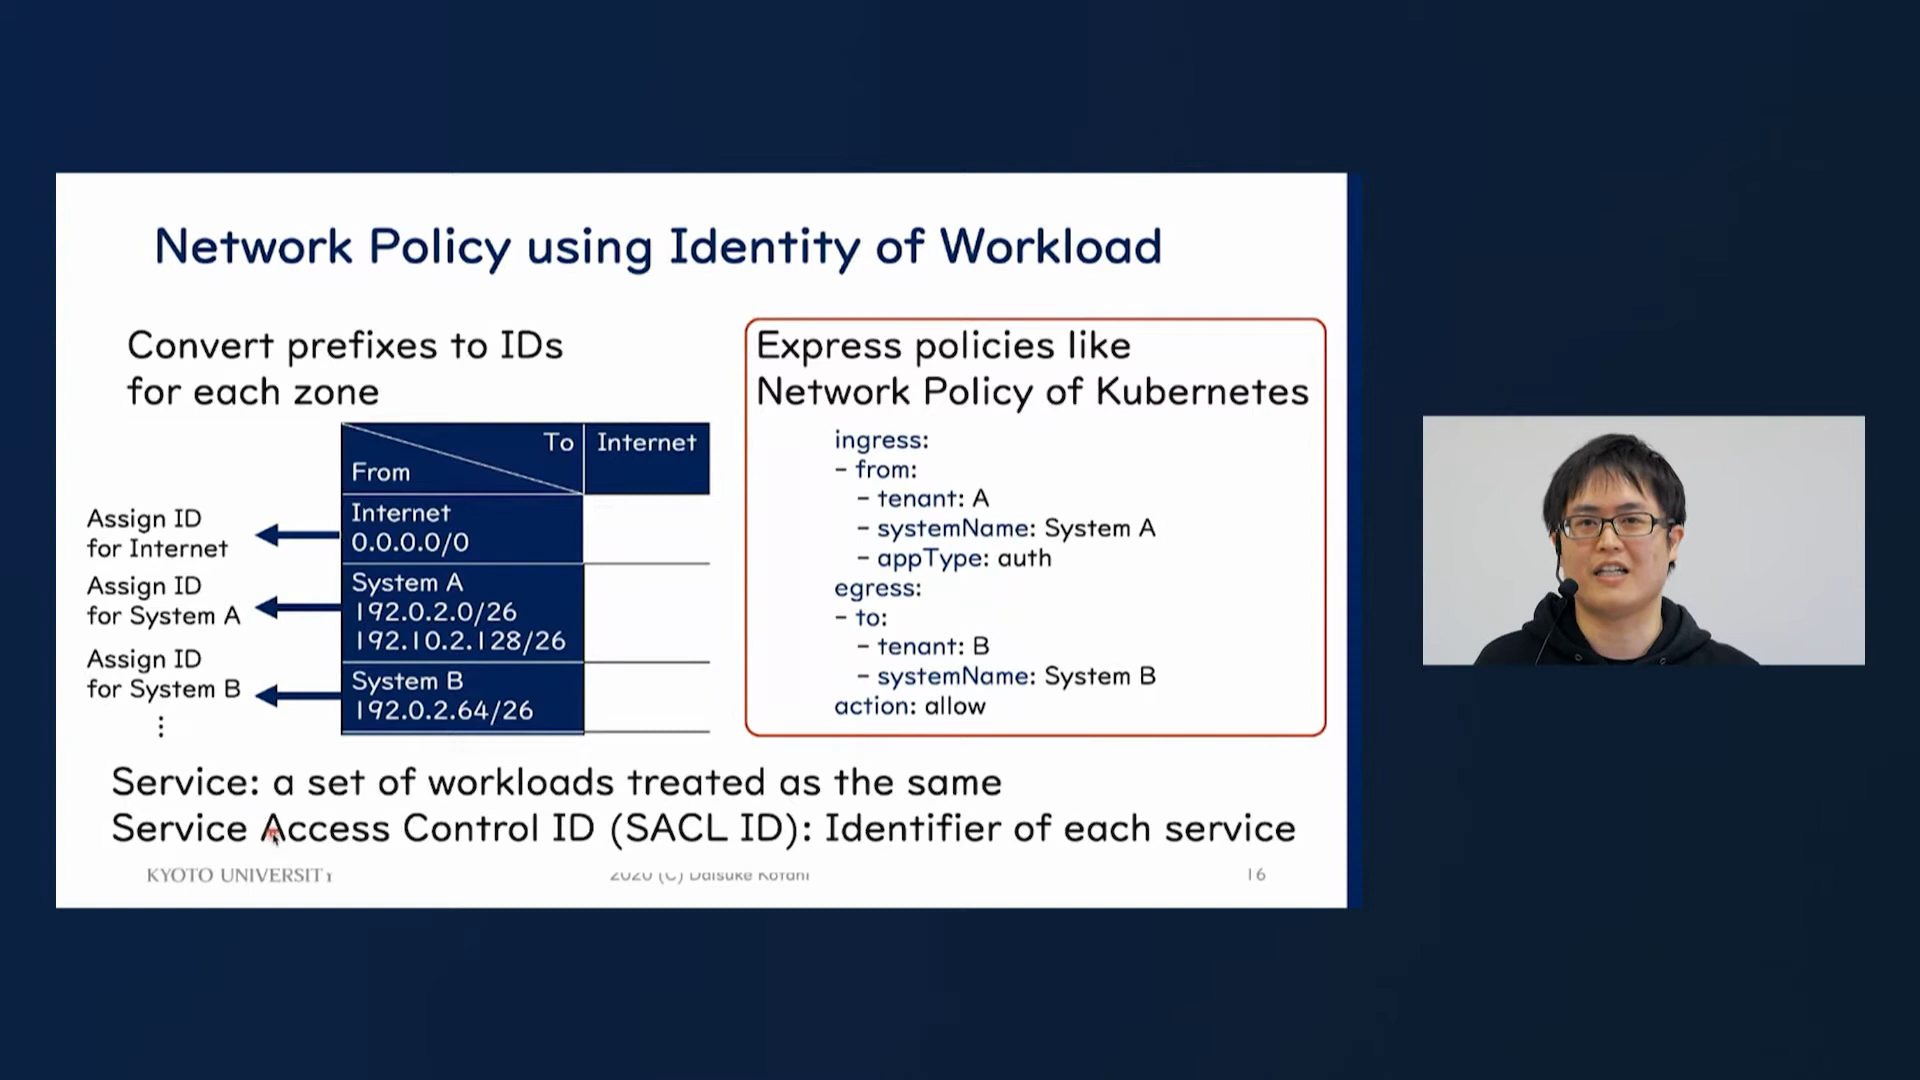 Network Policy using Identity of Workload
Convert prefixes to IDs
for each zone
To
Internet
From
Assign ID
for Internet
Internet
0.0.0.0/0
Assign ID
for System A
System A
192.0.2.0/26
192.10.2.128/26
Assign ID
for System B
System B
192.0.2.64/26
⋮
Express policies like
Network Policy of Kubernetes
ingress:
- from:
- tenant: A
- systemName: System A
- appType: auth
egress:
- to:
- tenant: B
- systemName: System B
action: allow
Service: a set of workloads treated as the same
Service Access Control ID (SACL ID): Identifier of each service
KYOTO UNIVERSITY
2020 (C) Daisuke Kotani
16